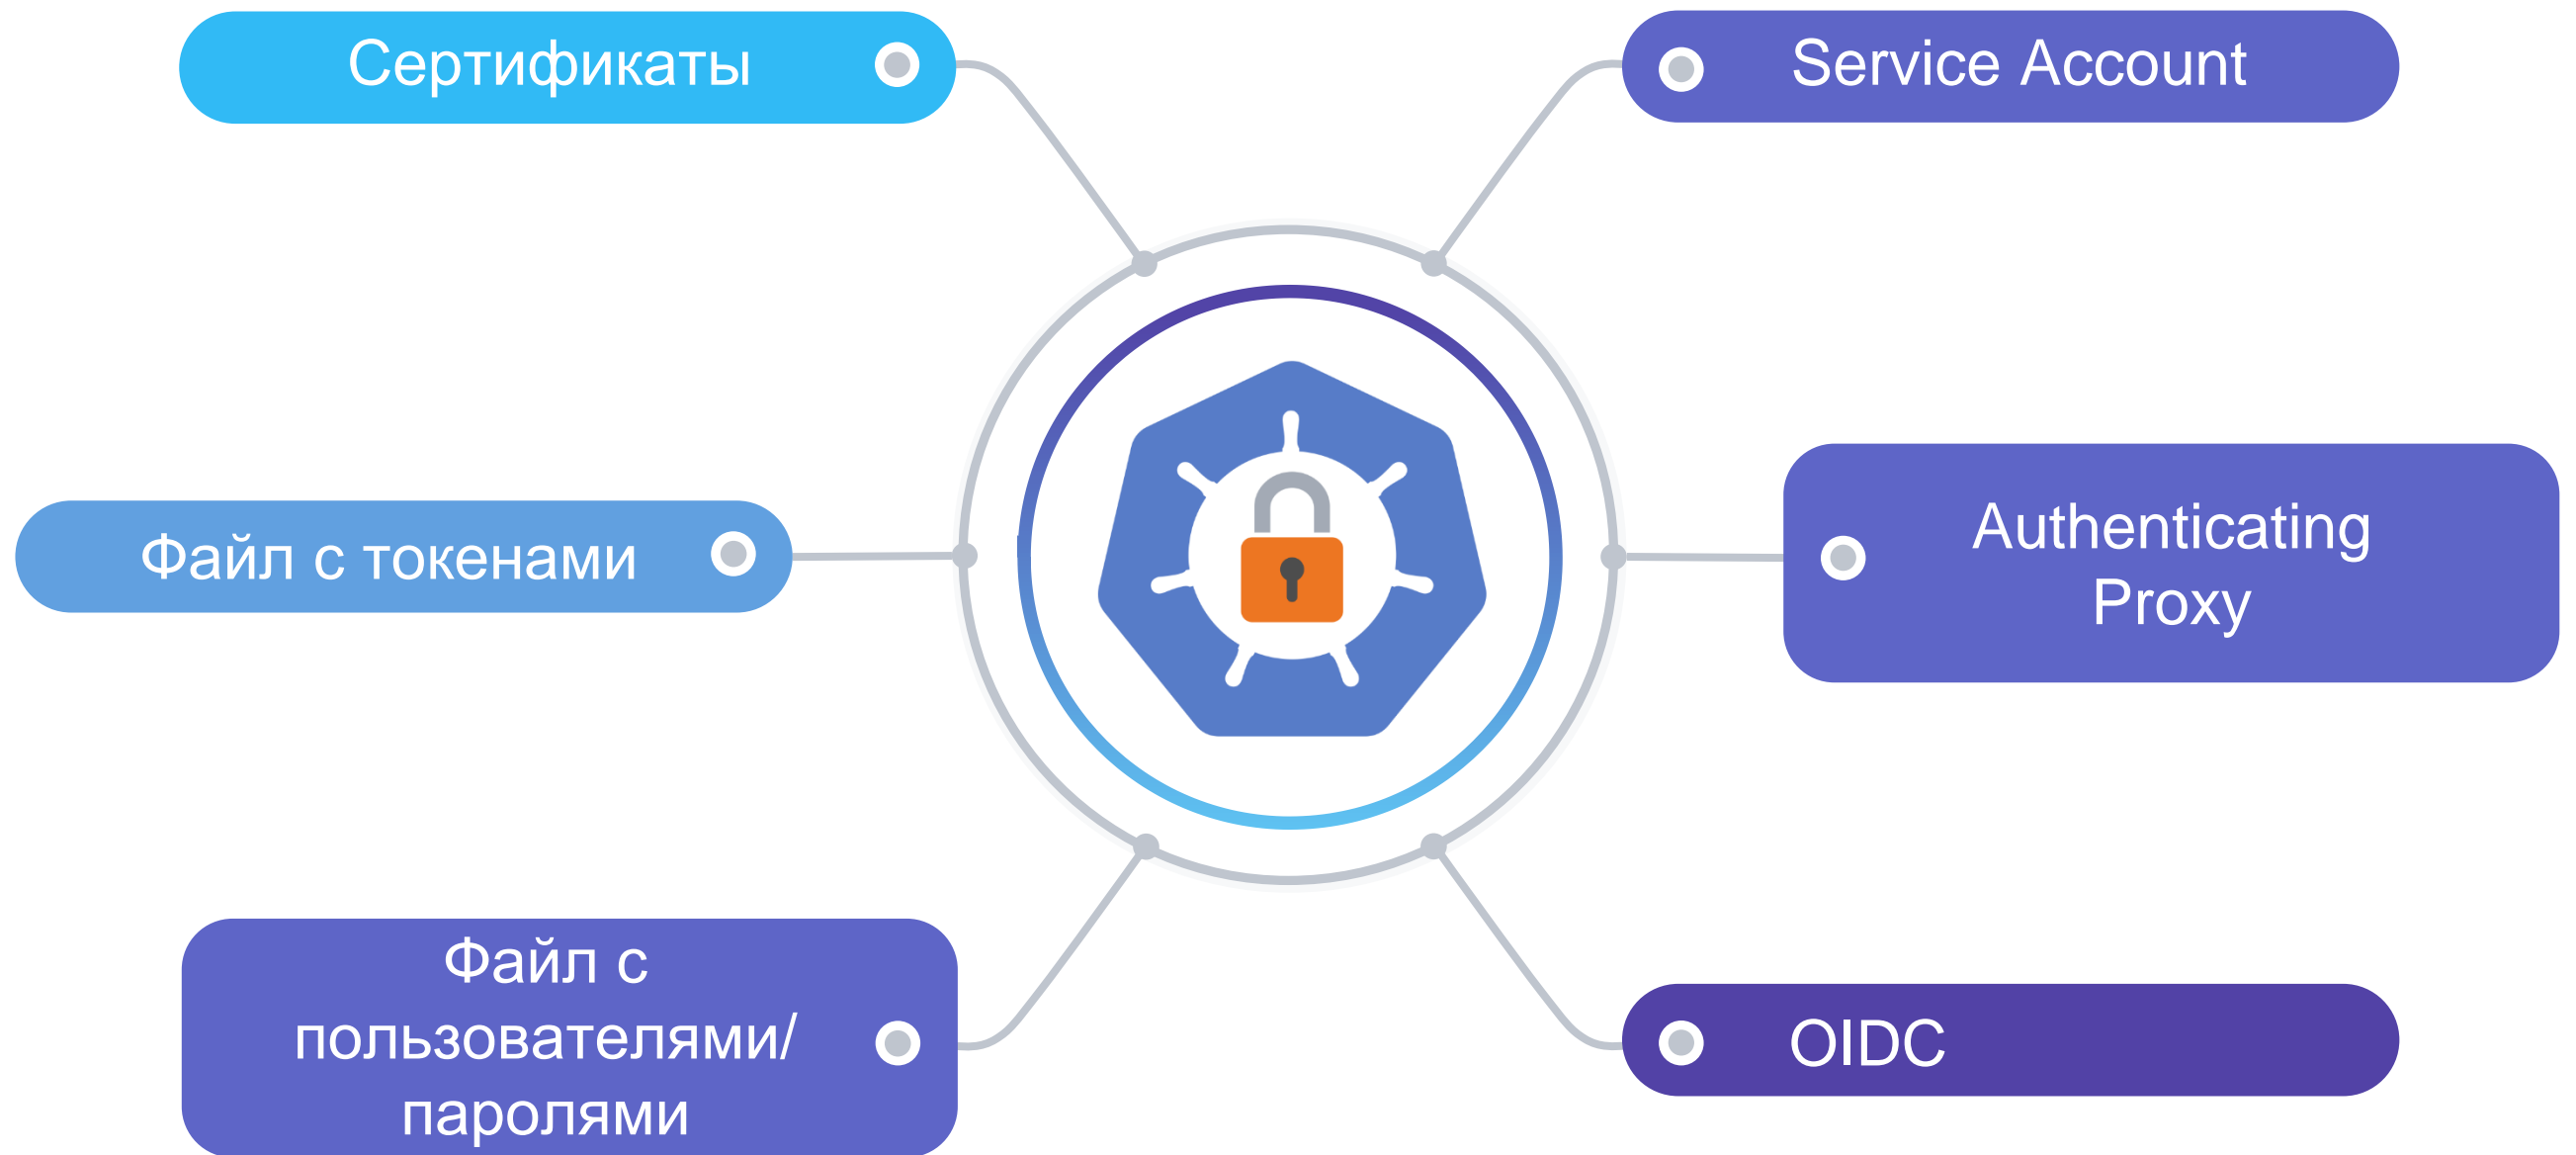 Сертификаты
Service Account
Файл с токенами
Authenticating
Proxy
Файл с
пользователями/
паролями
OIDC